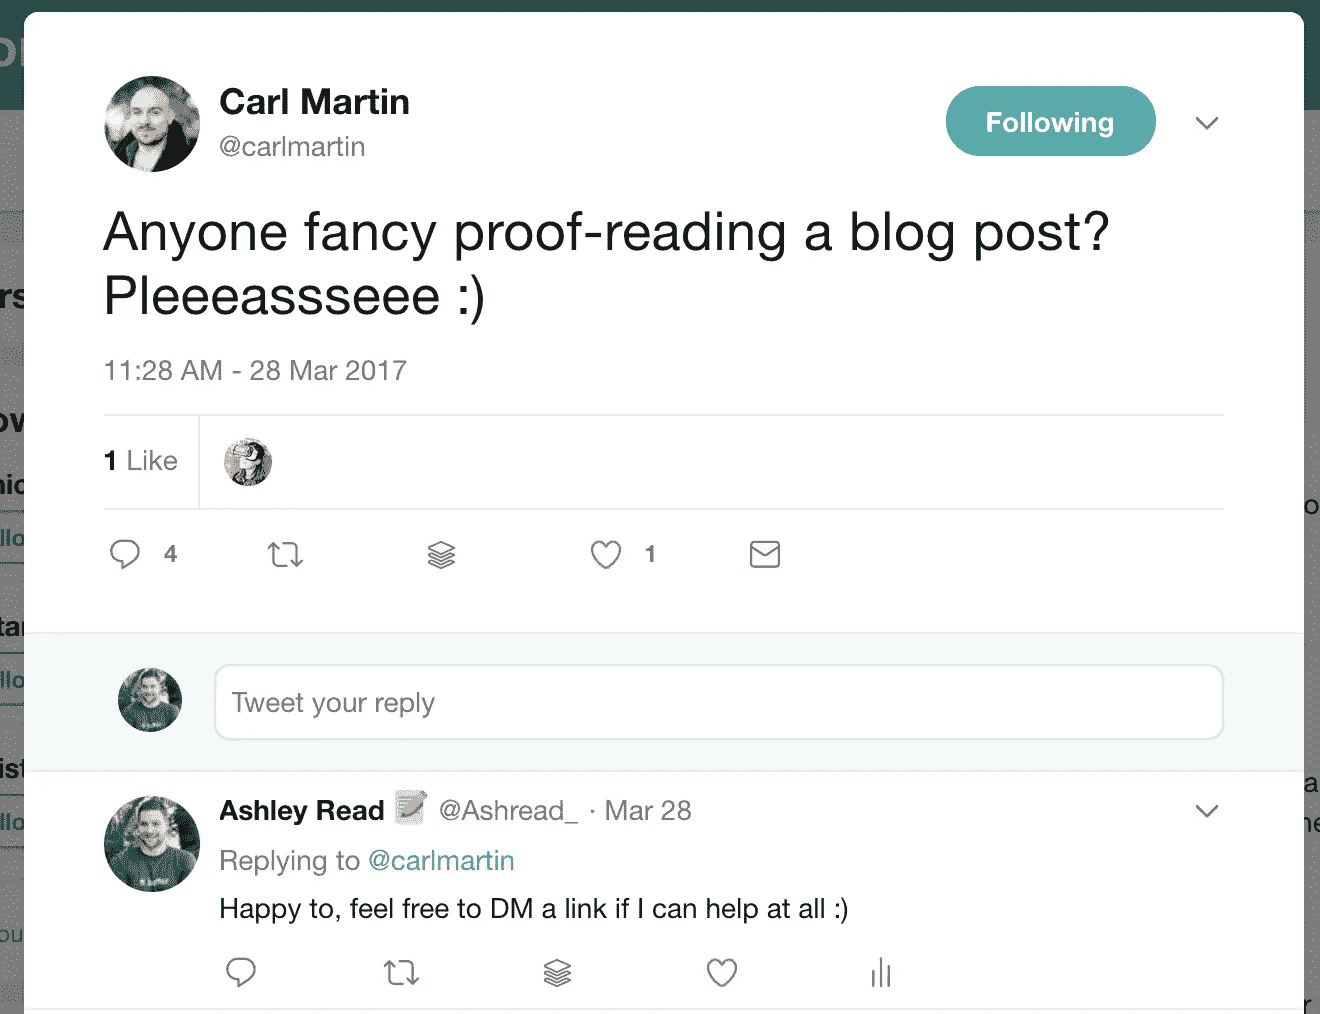 Carl Martin
@carlmartin
Following
Anyone fancy proof-reading a blog post?
Pleeeassseee :)
11:28 AM - 28 Mar 2017
1 Like
4
1
Tweet your reply
Ashley Read @Ashread_ · Mar 28
Replying to @carlmartin
Happy to, feel free to DM a link if I can help at all :)